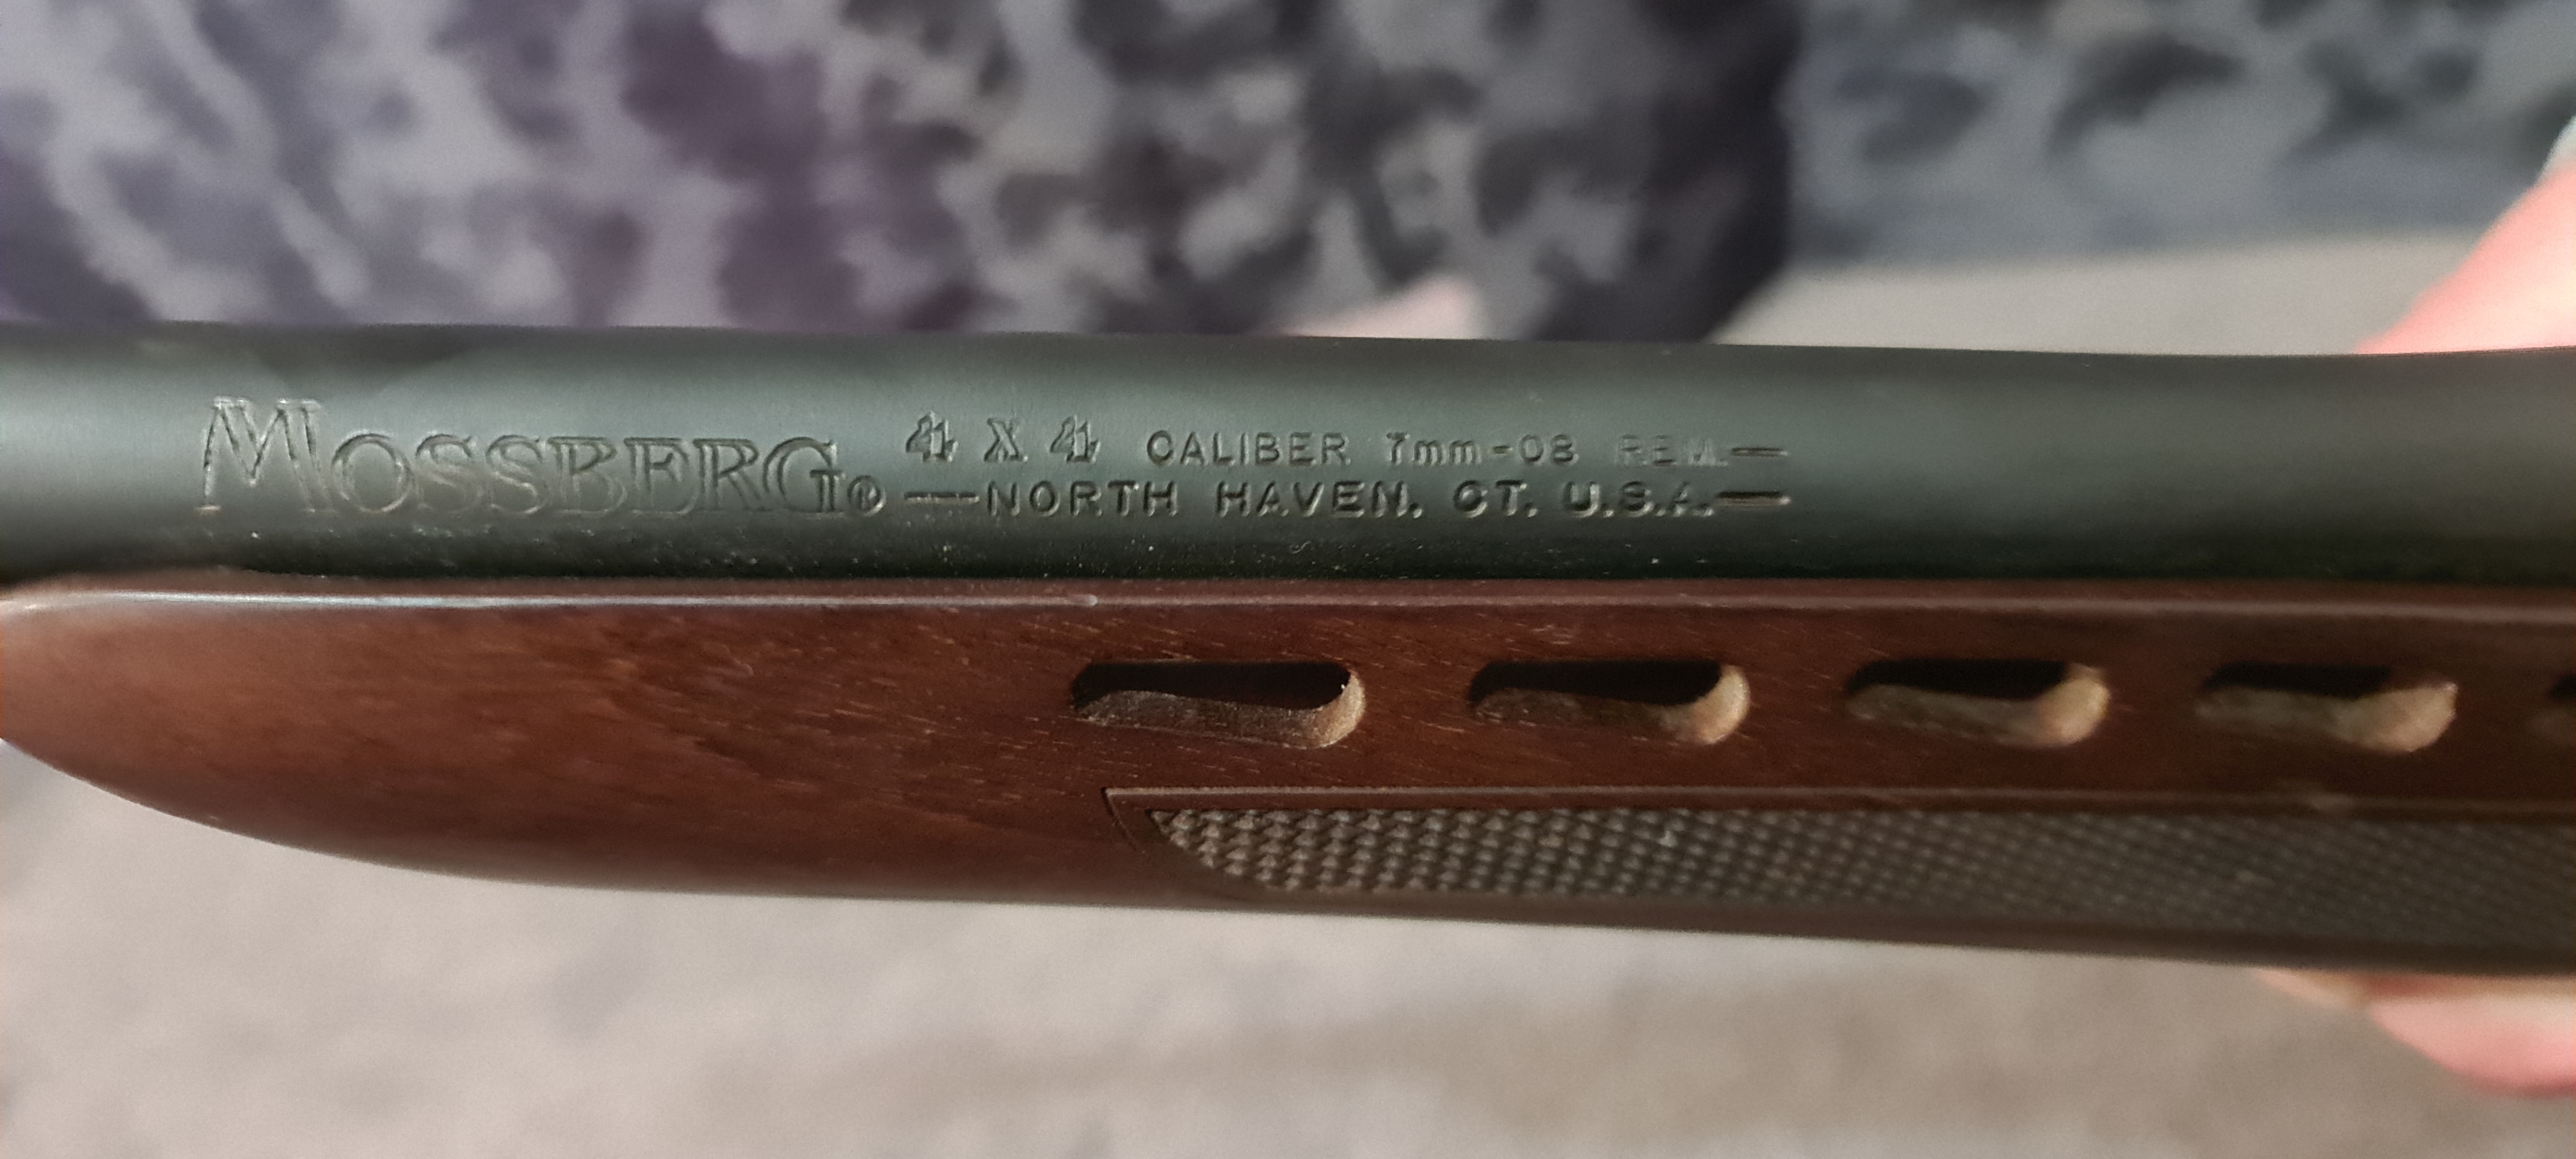 MOSSBERG® 4 X 4 CALIBER 7mm-08 REM.—
—NORTH HAVEN, CT. U.S.A.—